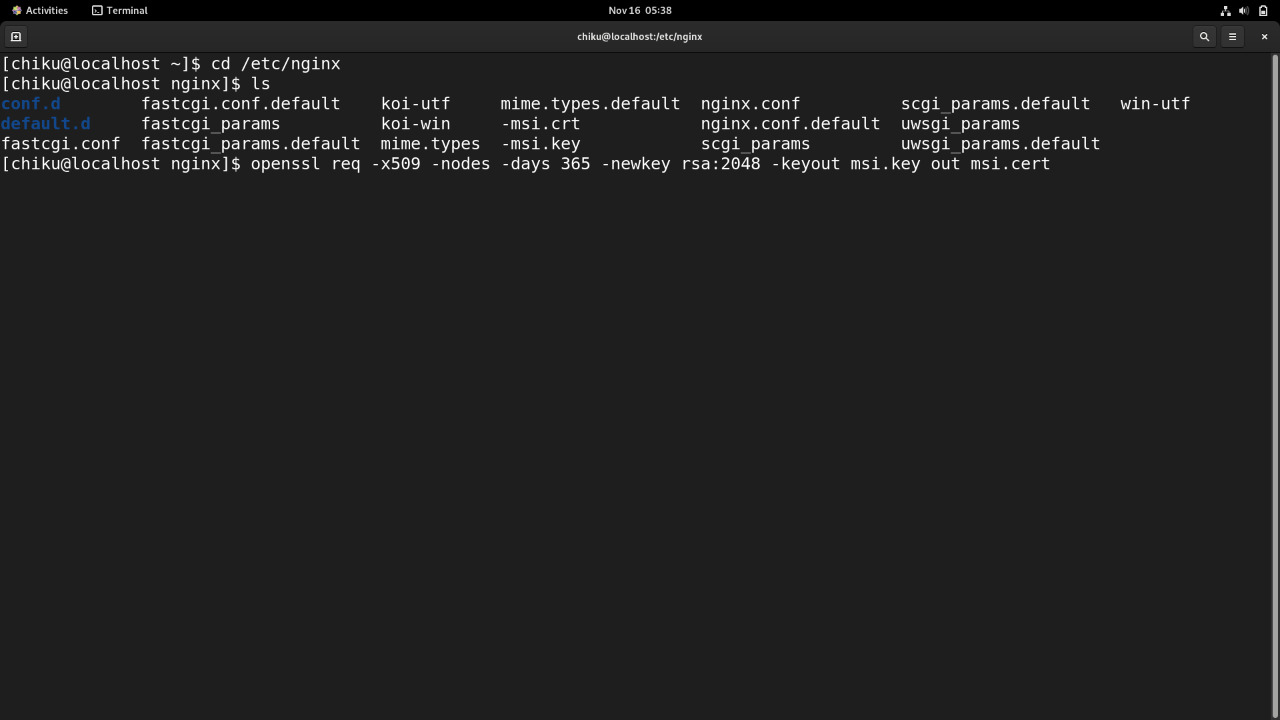 Activities Terminal Nov 16 05:38
chiku@localhost:/etc/nginx
[chiku@localhost ~]$ cd /etc/nginx
[chiku@localhost nginx]$ ls
conf.d fastcgi.conf.default koi-utf mime.types.default nginx.conf scgi_params.default win-utf
default.d fastcgi_params koi-win -msi.crt nginx.conf.default uwsgi_params
fastcgi.conf fastcgi_params.default mime.types -msi.key scgi_params uwsgi_params.default
[chiku@localhost nginx]$ openssl req -x509 -nodes -days 365 -newkey rsa:2048 -keyout msi.key out msi.cert